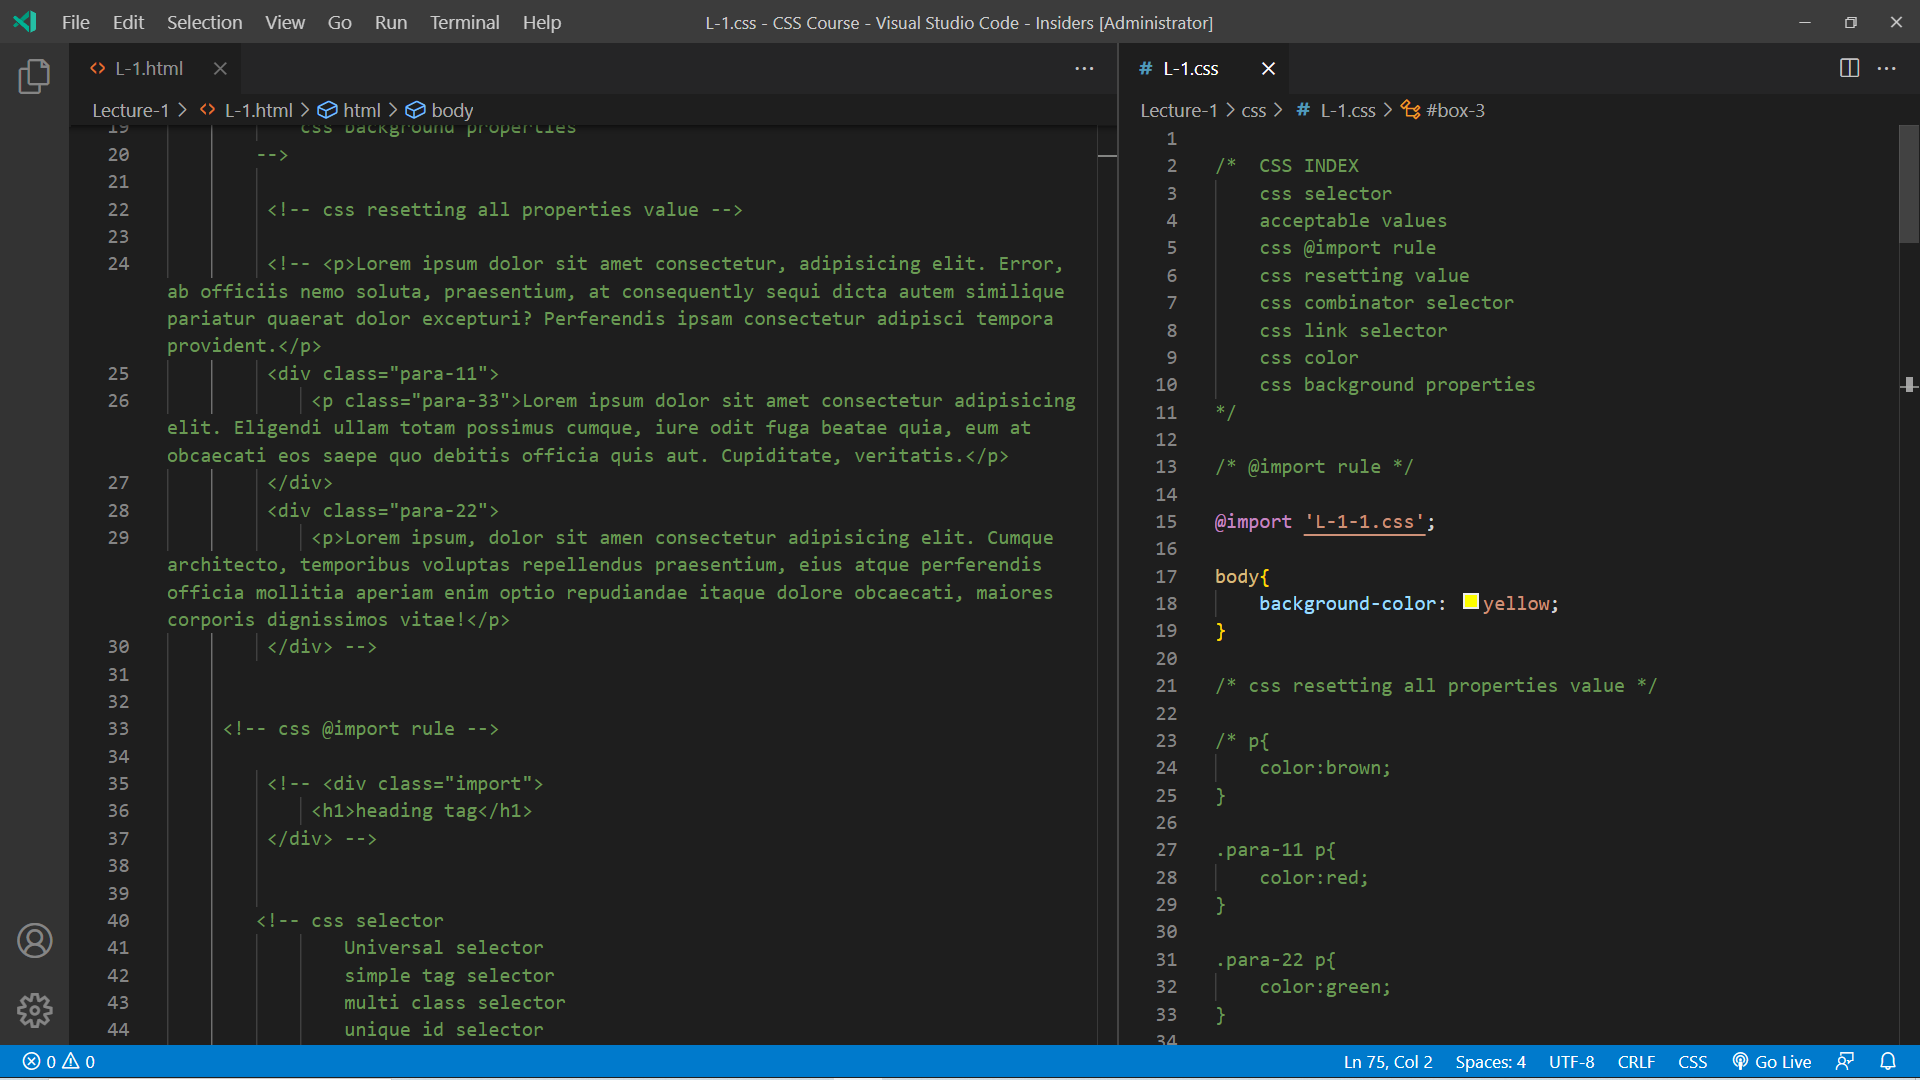 File Edit Selection View Go Run Terminal Help
L-1.css - CSS Course - Visual Studio Code - Insiders [Administrator]
<> L-1.html ×
Lecture-1 > <> L-1.html > html > body
19 css background properties
20 -->
21
22 <!-- css resetting all properties value -->
23
24 <!-- <p>Lorem ipsum dolor sit amet consectetur, adipisicing elit. Error,
ab officiis nemo soluta, praesentium, at consequently sequi dicta autem similique
pariatur quaerat dolor excepturi? Perferendis ipsam consectetur adipisci tempora
provident.</p>
25 <div class="para-11">
26 <p class="para-33">Lorem ipsum dolor sit amet consectetur adipisicing
elit. Eligendi ullam totam possimus cumque, iure odit fuga beatae quia, eum at
obcaecati eos saepe quo debitis officia quis aut. Cupiditate, veritatis.</p>
27 </div>
28 <div class="para-22">
29 <p>Lorem ipsum, dolor sit amen consectetur adipisicing elit. Cumque
architecto, temporibus voluptas repellendus praesentium, eius atque perferendis
officia mollitia aperiam enim optio repudiandae itaque dolore obcaecati, maiores
corporis dignissimos vitae!</p>
30 </div> -->
31
32
33 <!-- css @import rule -->
34
35 <!-- <div class="import">
36 <h1>heading tag</h1>
37 </div> -->
38
39
40 <!-- css selector
41 Universal selector
42 simple tag selector
43 multi class selector
44 unique id selector
# L-1.css ×
Lecture-1 > css > # L-1.css > #box-3
1
2 /* CSS INDEX
3 css selector
4 acceptable values
5 css @import rule
6 css resetting value
7 css combinator selector
8 css link selector
9 css color
10 css background properties
11 */
12
13 /* @import rule */
14
15 @import 'L-1-1.css';
16
17 body{
18 background-color: yellow;
19 }
20
21 /* css resetting all properties value */
22
23 /* p{
24 color:brown;
25 }
26
27 .para-11 p{
28 color:red;
29 }
30
31 .para-22 p{
32 color:green;
33 }
34
0 0
Ln 75, Col 2 Spaces: 4 UTF-8 CRLF CSS Go Live